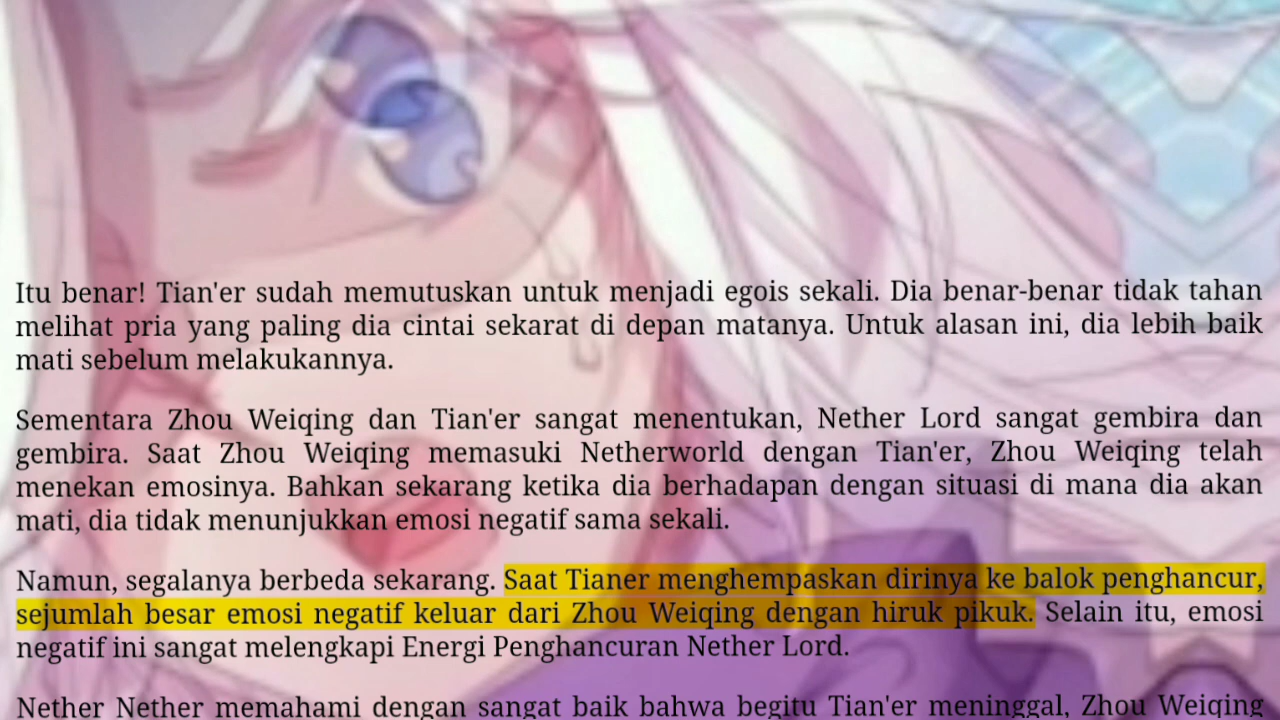 Itu benar! Tian'er sudah memutuskan untuk menjadi egois sekali. Dia benar-benar tidak tahan
melihat pria yang paling dia cintai sekarat di depan matanya. Untuk alasan ini, dia lebih baik
mati sebelum melakukannya.
Sementara Zhou Weiqing dan Tian'er sangat menentukan, Nether Lord sangat gembira dan
gembira. Saat Zhou Weiqing memasuki Netherworld dengan Tian'er, Zhou Weiqing telah
menekan emosinya. Bahkan sekarang ketika dia berhadapan dengan situasi di mana dia akan
mati, dia tidak menunjukkan emosi negatif sama sekali.
Namun, segalanya berbeda sekarang. Saat Tianer menghempaskan dirinya ke balok penghancur,
sejumlah besar emosi negatif keluar dari Zhou Weiqing dengan hiruk pikuk. Selain itu, emosi
negatif ini sangat melengkapi Energi Penghancuran Nether Lord.
Nether Nether memahami dengan sangat baik bahwa begitu Tian'er meninggal, Zhou Weiqing